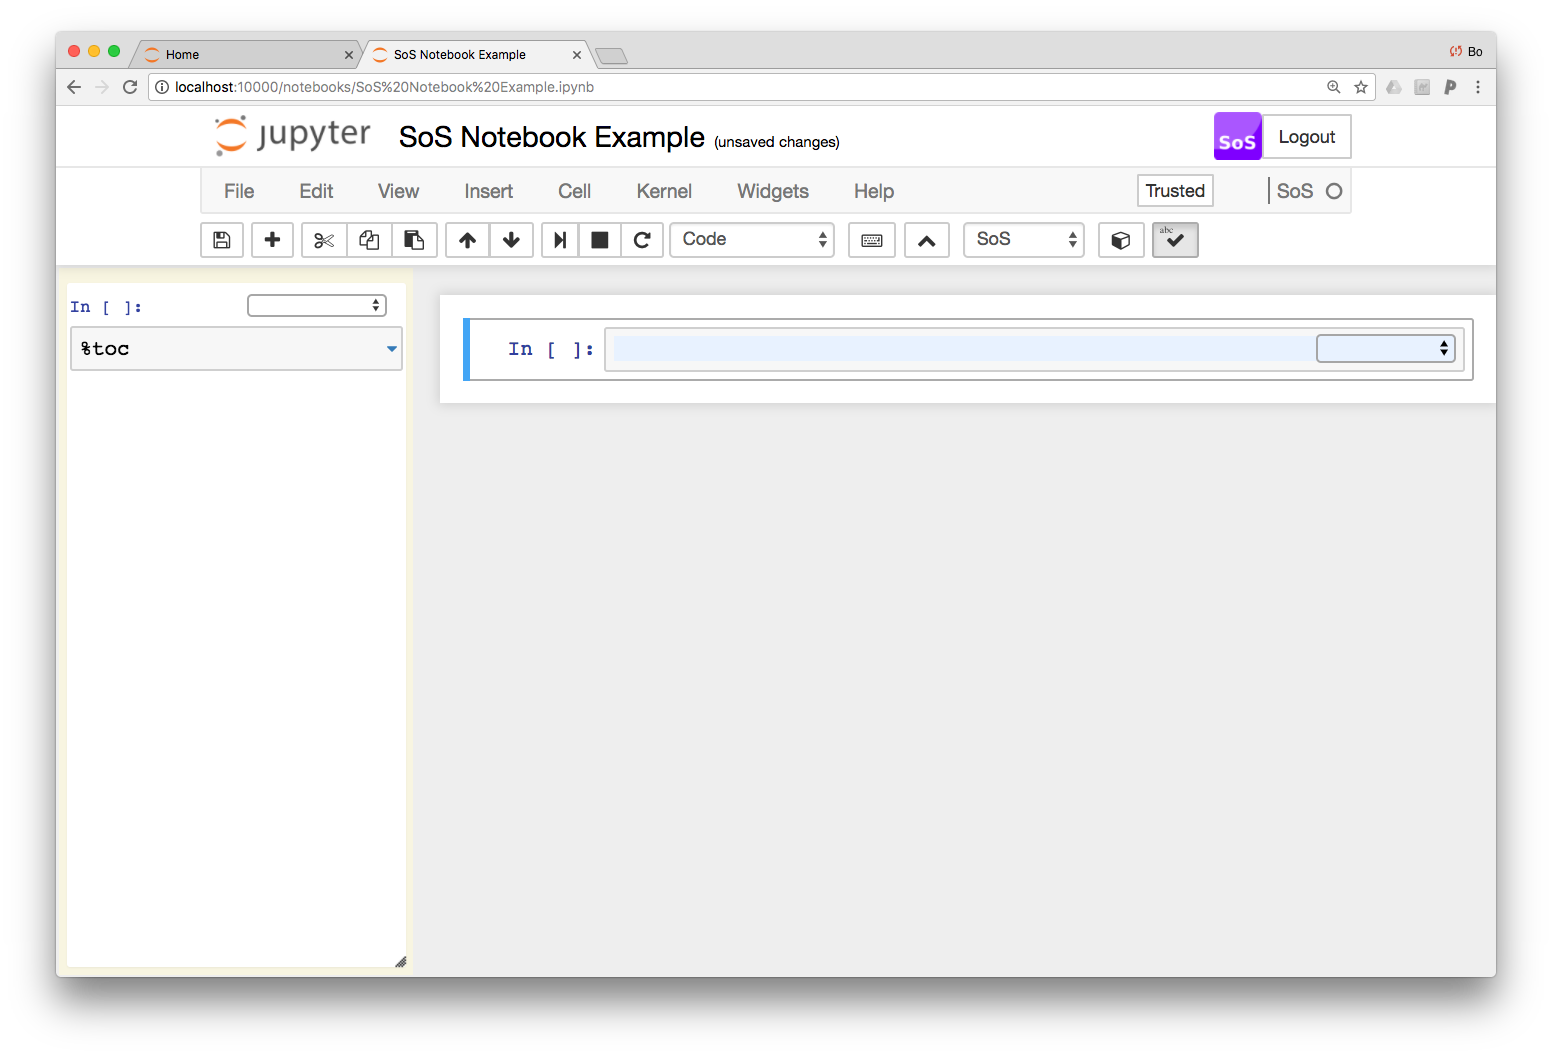 Home
SoS Notebook Example
Bo
localhost:10000/notebooks/SoS%20Notebook%20Example.ipynb
jupyter SoS Notebook Example (unsaved changes)
SoS
Logout
File Edit View Insert Cell Kernel Widgets Help
Trusted
SoS
Code
SoS
abc
In [ ]:
%toc
In [ ]: